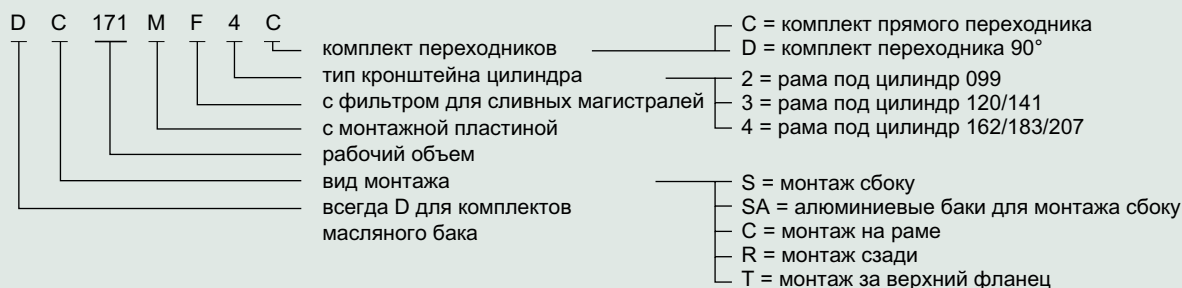 D C 171 M F 4 C
комплект переходников
тип кронштейна цилиндра
с фильтром для сливных магистралей
с монтажной пластиной
рабочий объем
вид монтажа
всегда D для комплектов
масляного бака
C = комплект прямого переходника
D = комплект переходника 90°
2 = рама под цилиндр 099
3 = рама под цилиндр 120/141
4 = рама под цилиндр 162/183/207
S = монтаж сбоку
SA = алюминиевые баки для монтажа сбоку
C = монтаж на раме
R = монтаж сзади
T = монтаж за верхний фланец